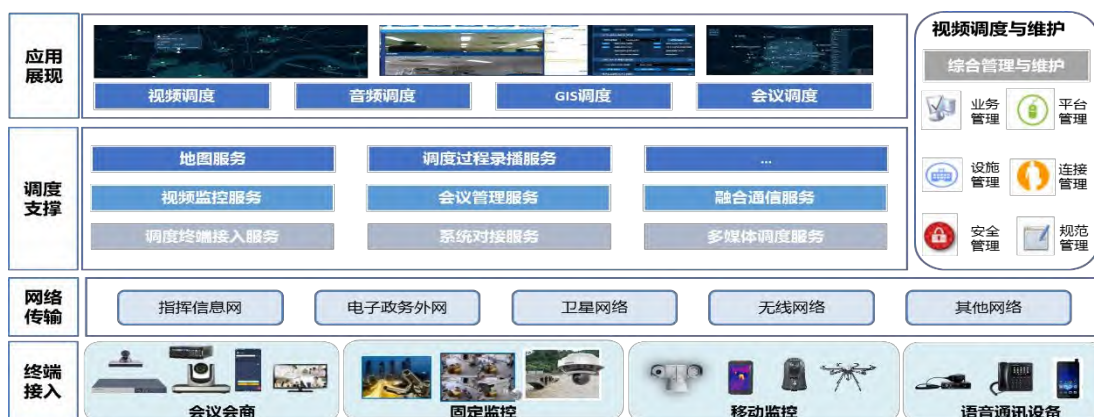 应用
展现
视频调度
音频调度
GIS调度
会议调度
调度
支撑
地图服务
调度过程录播服务
...
视频监控服务
会议管理服务
融合通信服务
调度终端接入服务
系统对接服务
多媒体调度服务
网络
传输
指挥信息网
电子政务外网
卫星网络
无线网络
其他网络
终端
接入
会议会商
固定监控
移动监控
语音通讯设备
视频调度与维护
综合管理与维护
业务
管理
平台
管理
设施
管理
连接
管理
安全
管理
规范
管理